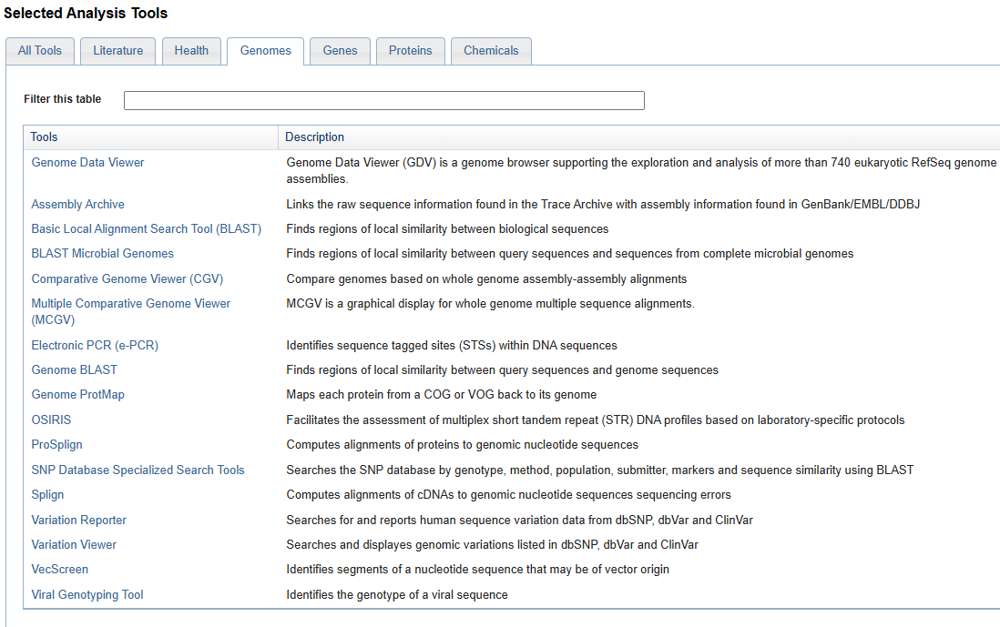 Selected Analysis Tools
All Tools Literature Health Genomes Genes Proteins Chemicals
Filter this table
Tools Description
Genome Data Viewer Genome Data Viewer (GDV) is a genome browser supporting the exploration and analysis of more than 740 eukaryotic RefSeq genome
assemblies.
Assembly Archive Links the raw sequence information found in the Trace Archive with assembly information found in GenBank/EMBL/DDBJ
Basic Local Alignment Search Tool (BLAST) Finds regions of local similarity between biological sequences
BLAST Microbial Genomes Finds regions of local similarity between query sequences and sequences from complete microbial genomes
Comparative Genome Viewer (CGV) Compare genomes based on whole genome assembly-assembly alignments
Multiple Comparative Genome Viewer MCGV is a graphical display for whole genome multiple sequence alignments.
(MCGV)
Electronic PCR (e-PCR) Identifies sequence tagged sites (STSs) within DNA sequences
Genome BLAST Finds regions of local similarity between query sequences and genome sequences
Genome ProtMap Maps each protein from a COG or VOG back to its genome
OSIRIS Facilitates the assessment of multiplex short tandem repeat (STR) DNA profiles based on laboratory-specific protocols
ProSplign Computes alignments of proteins to genomic nucleotide sequences
SNP Database Specialized Search Tools Searches the SNP database by genotype, method, population, submitter, markers and sequence similarity using BLAST
Splign Computes alignments of cDNAs to genomic nucleotide sequences sequencing errors
Variation Reporter Searches for and reports human sequence variation data from dbSNP, dbVar and ClinVar
Variation Viewer Searches and displayes genomic variations listed in dbSNP, dbVar and ClinVar
VecScreen Identifies segments of a nucleotide sequence that may be of vector origin
Viral Genotyping Tool Identifies the genotype of a viral sequence